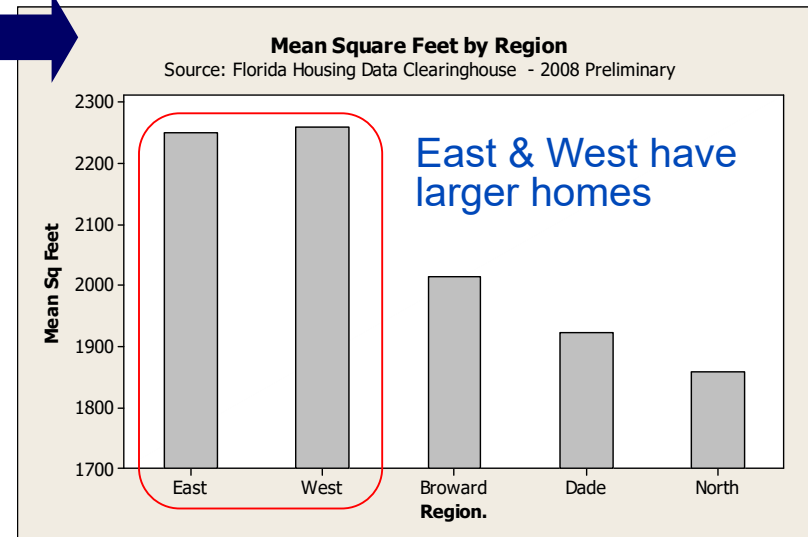 Mean Square Feet by Region
Source: Florida Housing Data Clearinghouse - 2008 Preliminary
East & West have
larger homes
Mean Sq Feet
2300
2200
2100
2000
1900
1800
1700
East West Broward Dade North
Region.